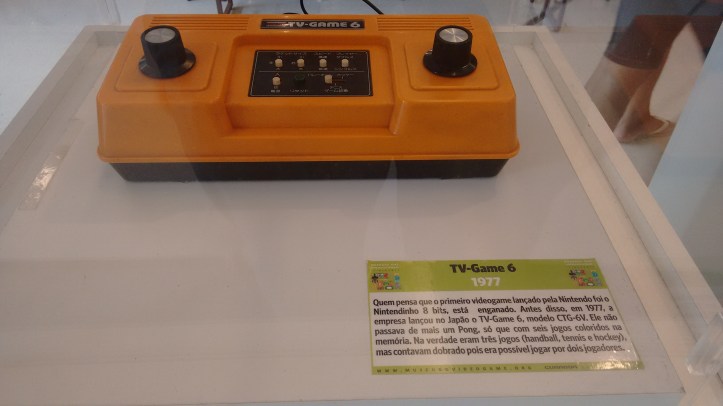 TV-GAME 6
TV-Game 6
1977
Quem pensa que o primeiro videogame lançado pela Nintendo foi o
Nintendinho 8 bits, está enganado. Antes disso, em 1977, a
empresa lançou no Japão o TV-Game 6, modelo CTG-6V. Ele não
passava de mais um Pong, só que com seis jogos coloridos na
memória. Na verdade eram três jogos (handball, tennis e hockey),
mas contavam dobrado pois era possível jogar por dois jogadores.
WWW.MUSEUDOVIDEOGAME.ORG